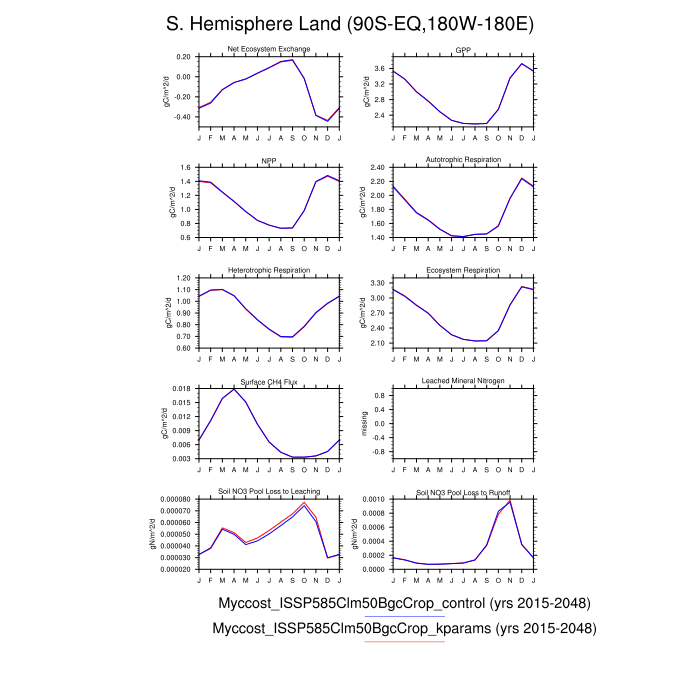 S. Hemisphere Land (90S-EQ,180W-180E)
Net Ecosystem Exchange
gC/m^2/d
0.20
0.00
-0.20
-0.40
J F M A M J J A S O N D J
GPP
gC/m^2/d
3.6
3.2
2.8
2.4
J F M A M J J A S O N D J
NPP
gC/m^2/d
1.6
1.4
1.2
1.0
0.8
0.6
J F M A M J J A S O N D J
Autotrophic Respiration
gC/m^2/d
2.40
2.20
2.00
1.80
1.60
1.40
J F M A M J J A S O N D J
Heterotrophic Respiration
gC/m^2/d
1.20
1.10
1.00
0.90
0.80
0.70
0.60
J F M A M J J A S O N D J
Ecosystem Respiration
gC/m^2/d
3.30
3.00
2.70
2.40
2.10
J F M A M J J A S O N D J
Surface CH4 Flux
gC/m^2/d
0.018
0.015
0.012
0.009
0.006
0.003
J F M A M J J A S O N D J
Leached Mineral Nitrogen
missing
0.8
0.4
-0.0
-0.4
-0.8
J F M A M J J A S O N D J
Soil NO3 Pool Loss to Leaching
gN/m^2/d
0.000080
0.000070
0.000060
0.000050
0.000040
0.000030
0.000020
J F M A M J J A S O N D J
Soil NO3 Pool Loss to Runoff
gN/m^2/d
0.0010
0.0008
0.0006
0.0004
0.0002
0.0000
J F M A M J J A S O N D J
Myccost_ISSP585Clm50BgcCrop_control (yrs 2015-2048)
Myccost_ISSP585Clm50BgcCrop_kparams (yrs 2015-2048)